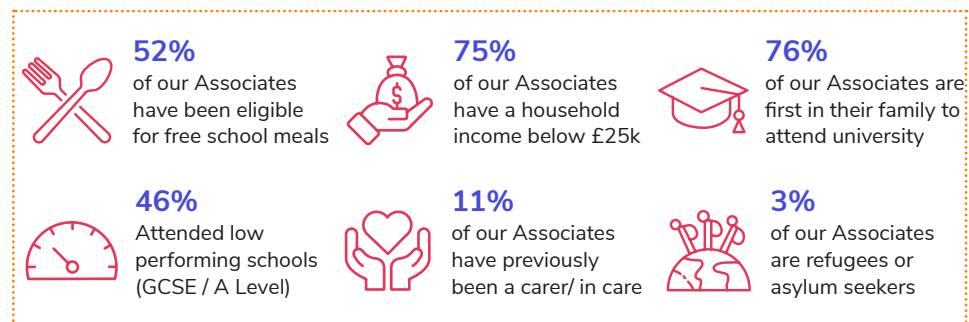 52%
of our Associates
have been eligible
for free school meals
75%
of our Associates
have a household
income below £25k
76%
of our Associates are
first in their family to
attend university
46%
Attended low
performing schools
(GCSE / A Level)
11%
of our Associates
have previously
been a carer/ in care
3%
of our Associates
are refugees or
asylum seekers